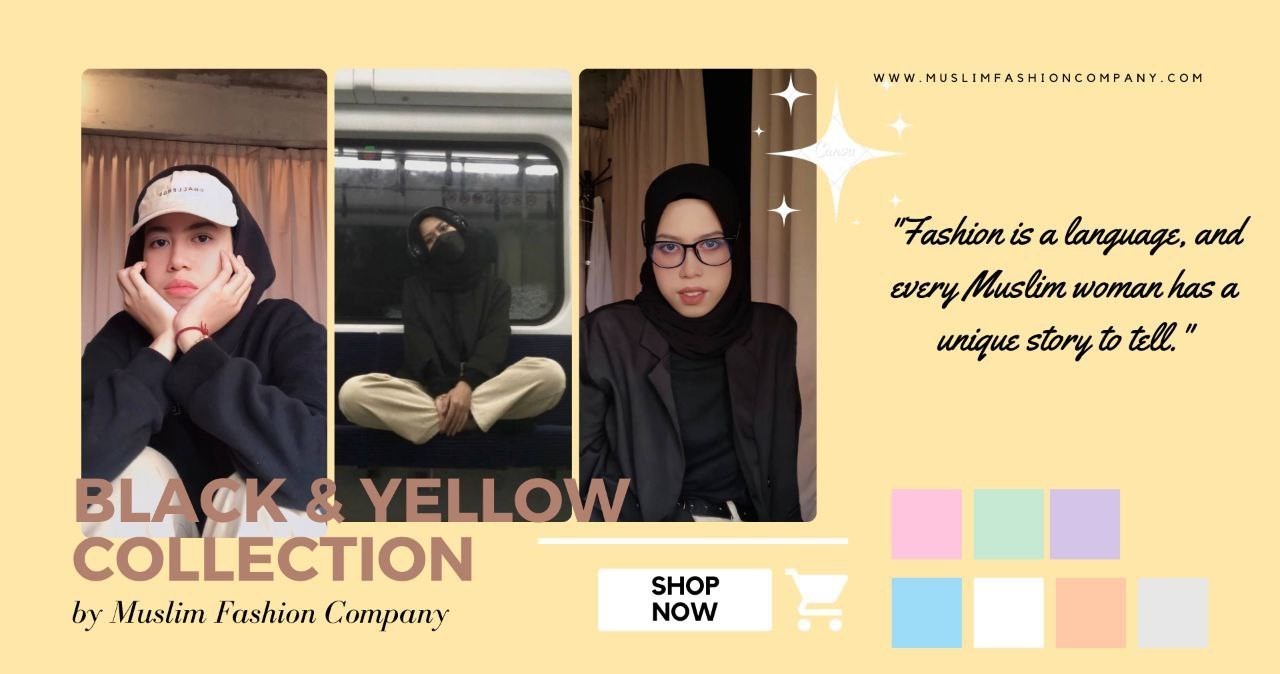 WWW.MUSLIMFASHIONCOMPANY.COM
Canva
"Fashion is a language, and
every Muslim woman has a
unique story to tell."
BLACK & YELLOW
COLLECTION
by Muslim Fashion Company
SHOP
NOW